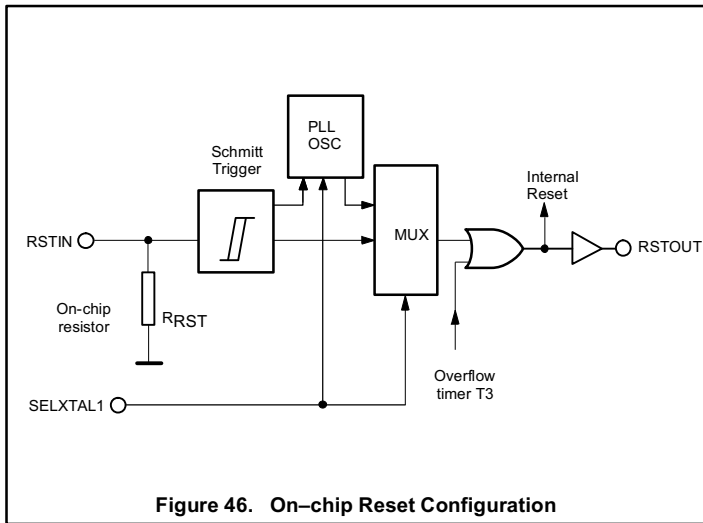 PLL
OSC
Schmitt
Trigger
Internal
Reset
RSTIN
MUX
RSTOUT
On-chip
resistor
RRST
Overflow
timer T3
SELXTAL1
Figure 46. On–chip Reset Configuration